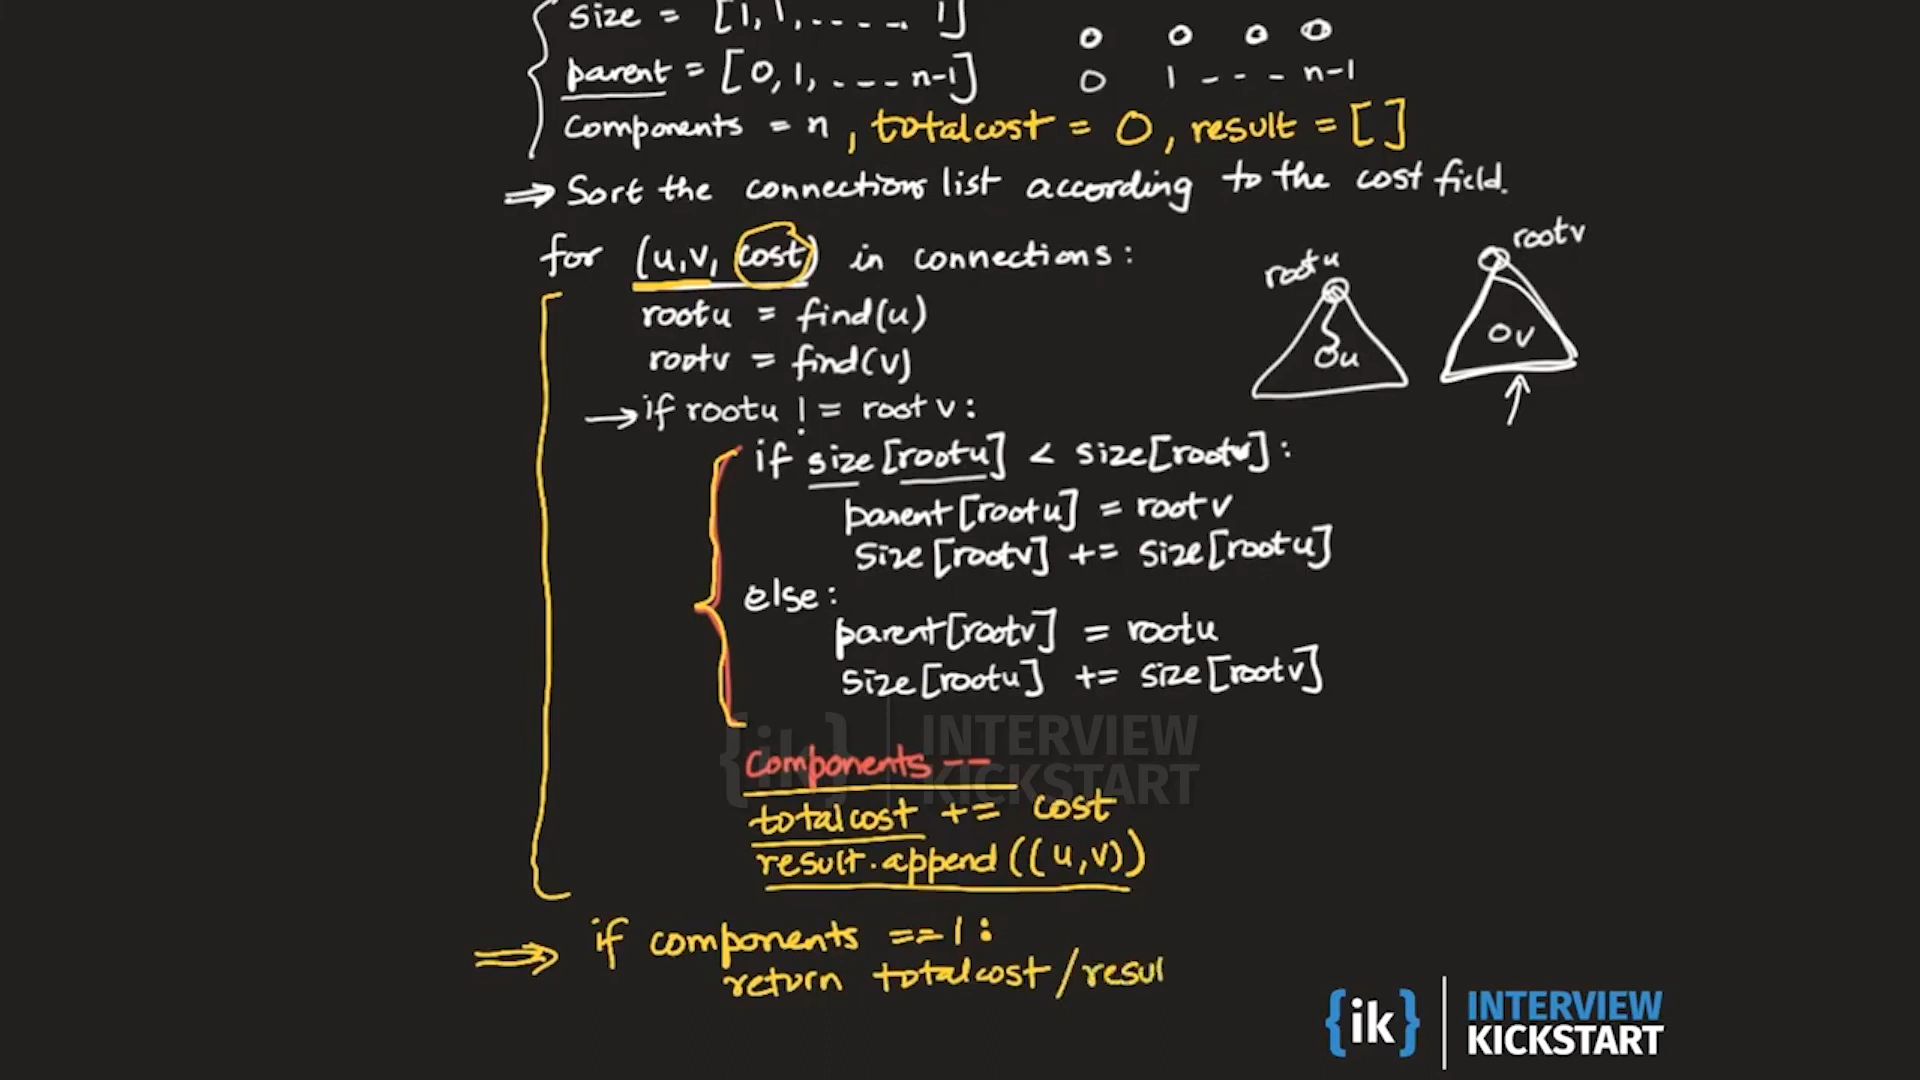 size = [1, 1, ----. 1]
0 0 0 0
parent = [0, 1, ---- n-1]
0 1 - - - n-1
Components = n, totalcost = 0, result = []
⇒ Sort the connections list according to the cost field.
for (u,v, cost) in connections:
rootu rootv
rootu = find(u)
rootv = find(v)
0u 0v
→ if rootu != rootv:
if size[rootu] < size[rootv]:
parent[rootu] = rootv
size[rootv] += size[rootu]
else:
parent[rootv] = rootu
size[rootu] += size[rootv]
Components --
totalcost += cost
result.append((u,v))
⇒ if components ==1:
return totalcost/resul
{ik} INTERVIEW KICKSTART
{ik} INTERVIEW KICKSTART